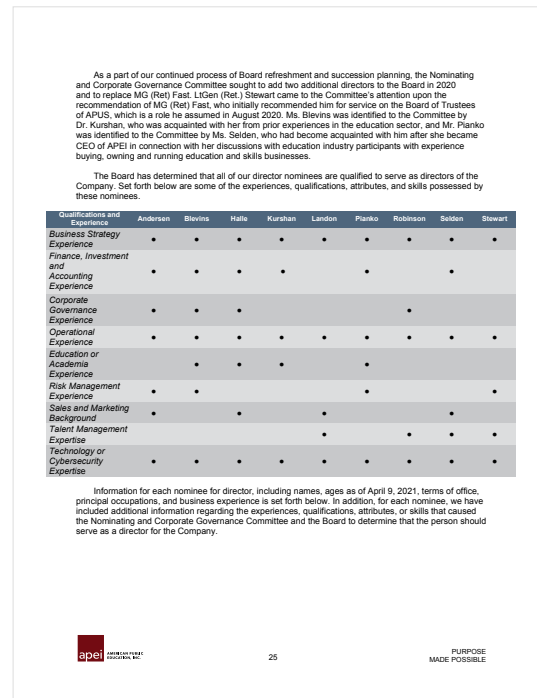 As a part of our continued process of Board refreshment and succession planning, the Nominating
and Corporate Governance Committee sought to add two additional directors to the Board in 2020
and to replace MG (Ret) Fast. LtGen (Ret.) Stewart came to the Committee's attention upon the
recommendation of MG (Ret) Fast, who initially recommended him for service on the Board of Trustees
of APUS, which is a role he assumed in August 2020. Ms. Blevins was identified to the Committee by
Dr. Kurshan, who was acquainted with her from prior experiences in the education sector, and Mr. Pianko
was identified to the Committee by Ms. Selden, who had become acquainted with him after she became
CEO of APEI in connection with her discussions with education industry participants with experience
buying, owning and running education and skills businesses.
The Board has determined that all of our director nominees are qualified to serve as directors of the
Company. Set forth below are some of the experiences, qualifications, attributes, and skills possessed by
these nominees.
Qualifications and
Experience Andersen Blevins Halle Kurshan Landon Pianko Robinson Selden Stewart
Business Strategy
Experience • • • • • • • • •
Finance, Investment
and
Accounting
Experience • • • • • •
Corporate
Governance
Experience • • • •
Operational
Experience • • • • • • • • •
Education or
Academia
Experience • • • •
Risk Management
Experience • • • •
Sales and Marketing
Background • • • •
Talent Management
Expertise • • • •
Technology or
Cybersecurity
Expertise • • • • • • • • •
Information for each nominee for director, including names, ages as of April 9, 2021, terms of office,
principal occupations, and business experience is set forth below. In addition, for each nominee, we have
included additional information regarding the experiences, qualifications, attributes, or skills that caused
the Nominating and Corporate Governance Committee and the Board to determine that the person should
serve as a director for the Company.
apei AMERICAN PUBLIC
EDUCATION, INC.
25
PURPOSE
MADE POSSIBLE